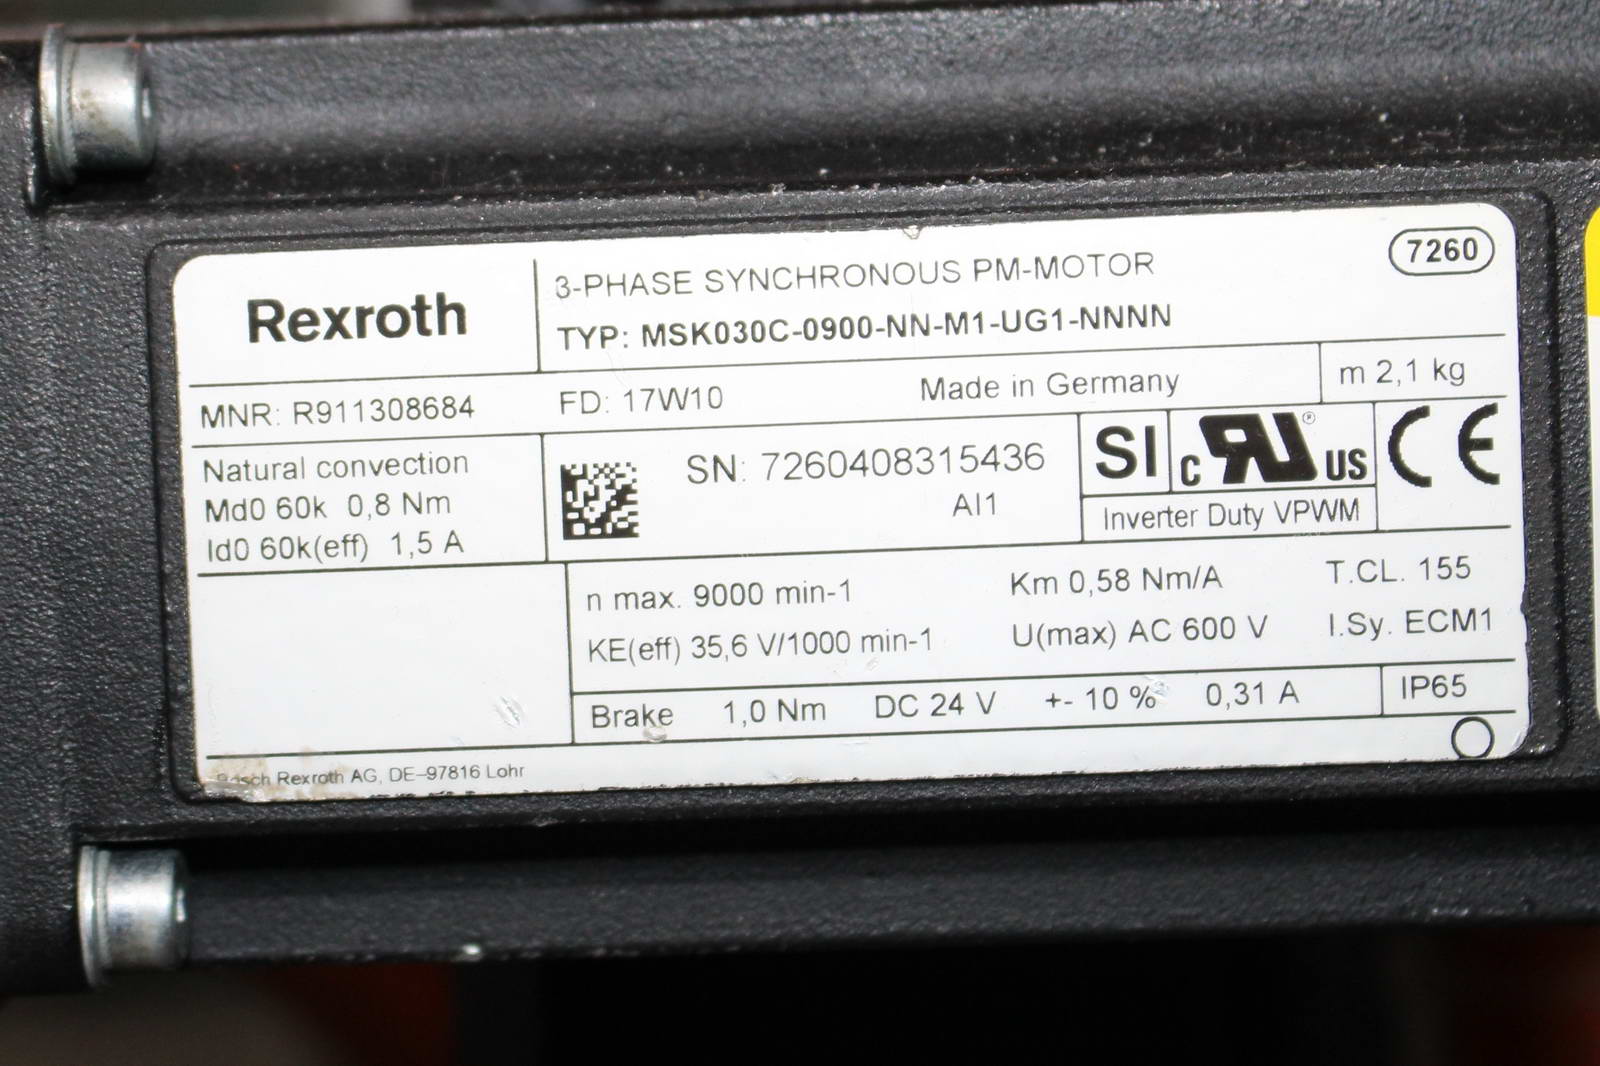 7260
3-PHASE SYNCHRONOUS PM-MOTOR
Rexroth
TYP: MSK030C-0900-NN-M1-UG1-NNNN
MNR: R911308684 FD: 17W10 Made in Germany m 2,1 kg
Natural convection
Md0 60k 0,8 Nm
Id0 60k(eff) 1,5 A
SN: 7260408315436
AI1
SI c RU ® US CE
Inverter Duty VPWM
n max. 9000 min-1 Km 0,58 Nm/A T.CL. 155
KE(eff) 35,6 V/1000 min-1 U(max) AC 600 V I.Sy. ECM1
Brake 1,0 Nm DC 24 V +- 10 % 0,31 A IP65
Bosch Rexroth AG, DE-97816 Lohr